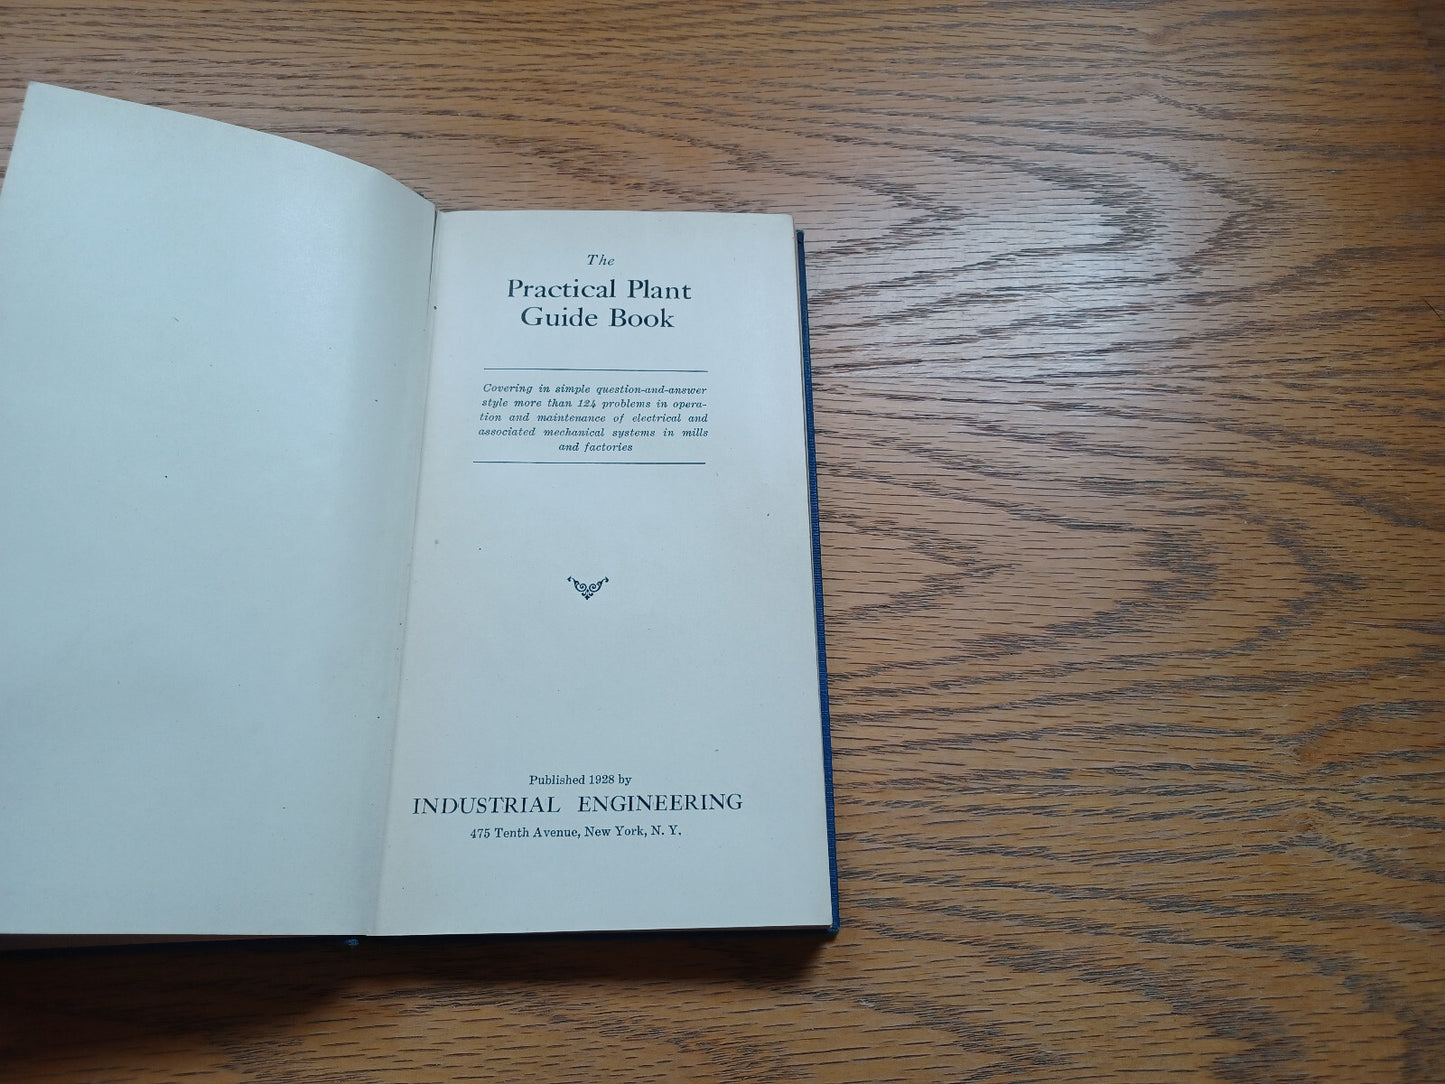 The
Practical Plant
Guide Book
Covering in simple question-and-answer
style more than 124 problems in opera-
tion and maintenance of electrical and
associated mechanical systems in mills
and factories
Published 1928 by
INDUSTRIAL ENGINEERING
475 Tenth Avenue, New York, N. Y.